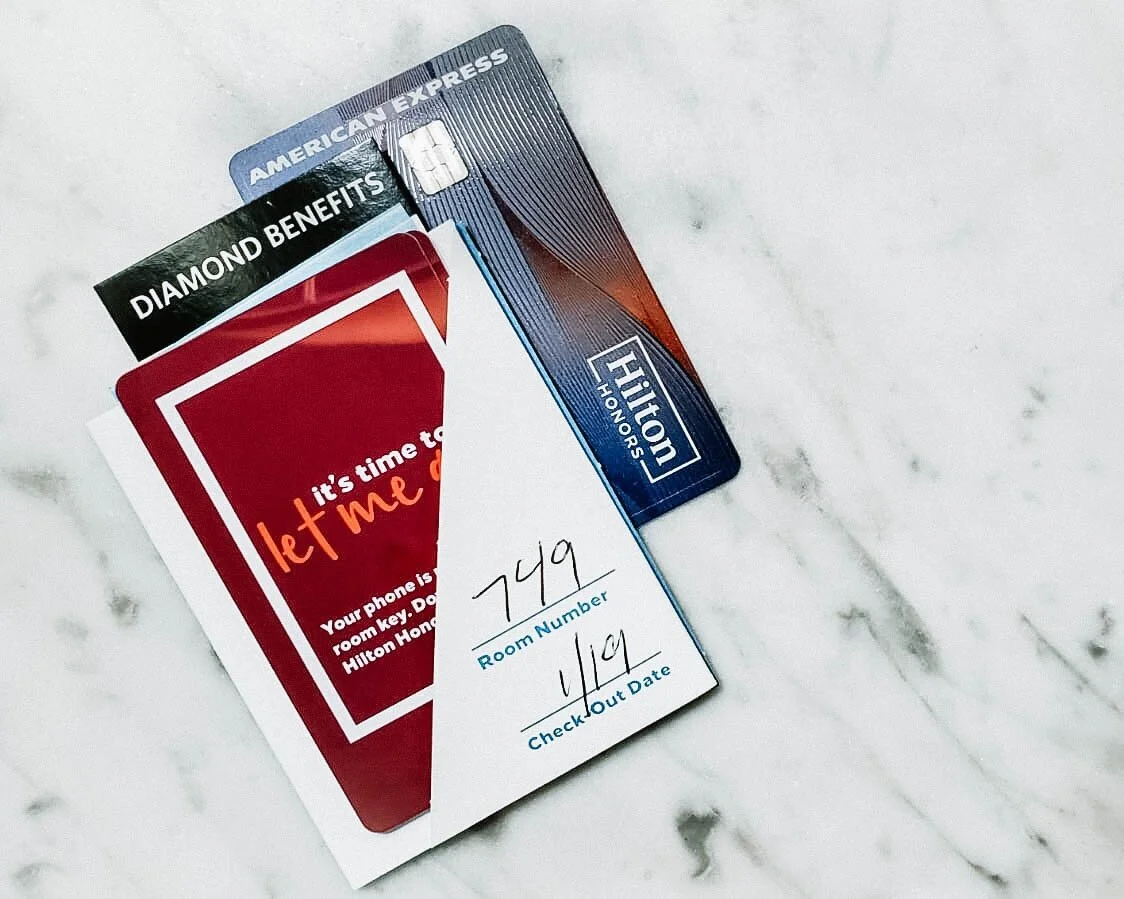 AMERICAN EXPRESS
DIAMOND BENEFITS
Hilton
HONORS
it's time to
let me
Your phone is
room key. Do
Hilton Hono
749
Room Number
1/19
Check-Out Date